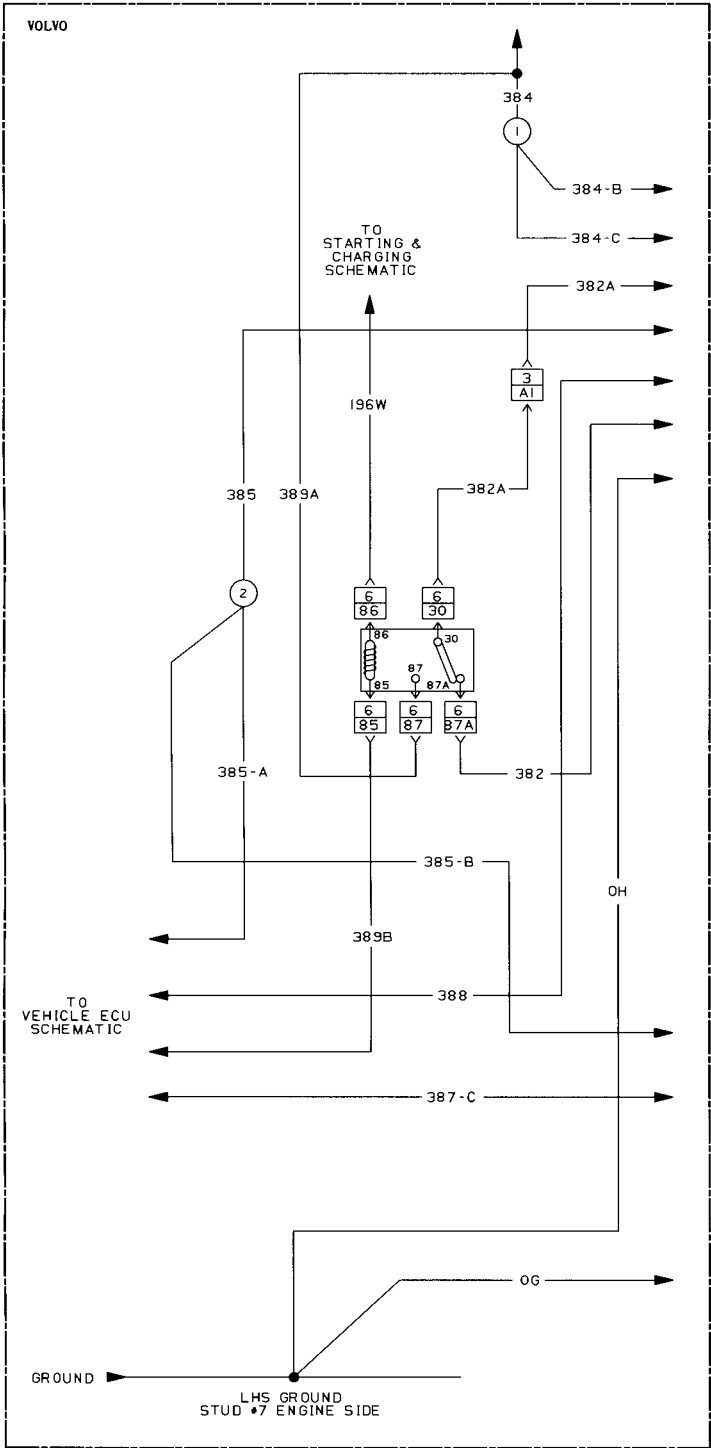 VOLVO
384
1
384-B
384-C
TO
STARTING &
CHARGING
SCHEMATIC
382A
3
A1
196W
385
389A
382A
2
6
86
6
30
86
30
87
85
87A
6
85
6
87
6
87A
385-A
382
385-B
OH
389B
388
TO
VEHICLE ECU
SCHEMATIC
387-C
OG
GROUND
LHS GROUND
STUD #7 ENGINE SIDE